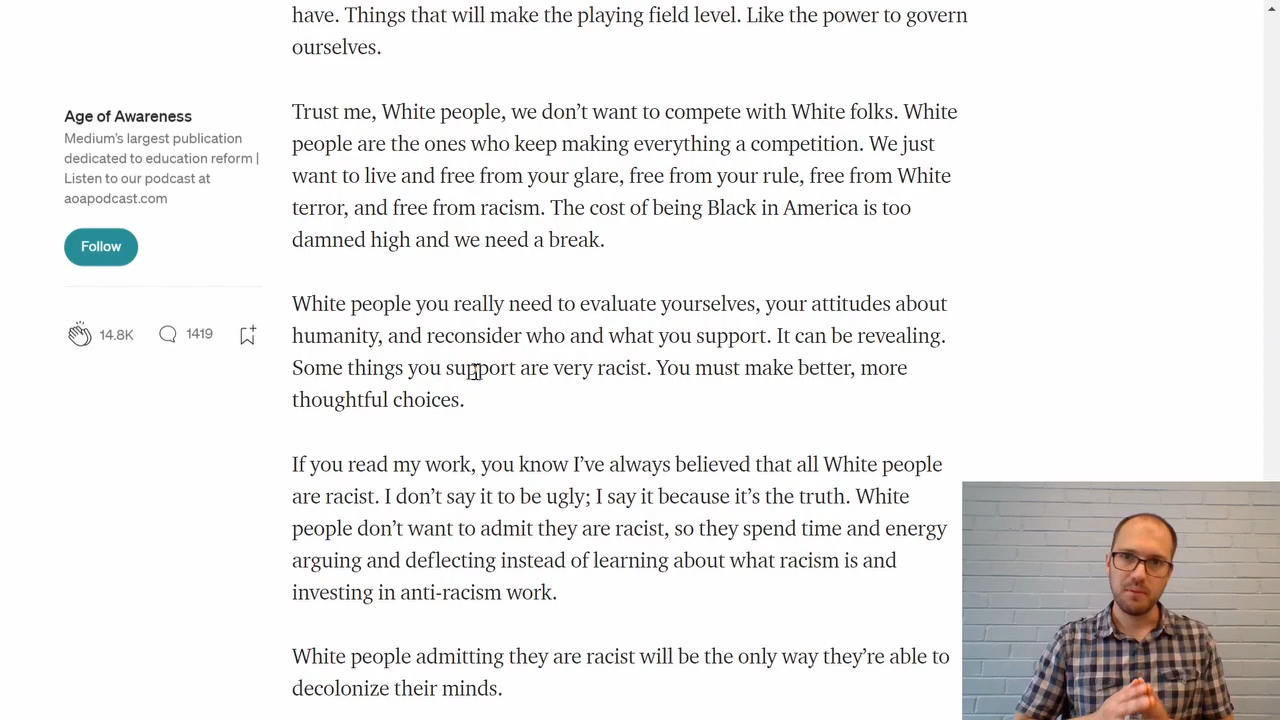 have. Things that will make the playing field level. Like the power to govern
ourselves.
Age of Awareness
Medium's largest publication
dedicated to education reform |
Listen to our podcast at
aoapodcast.com
Follow
14.8K
1419
Trust me, White people, we don't want to compete with White folks. White
people are the ones who keep making everything a competition. We just
want to live and free from your glare, free from your rule, free from White
terror, and free from racism. The cost of being Black in America is too
damned high and we need a break.
White people you really need to evaluate yourselves, your attitudes about
humanity, and reconsider who and what you support. It can be revealing.
Some things you support are very racist. You must make better, more
thoughtful choices.
If you read my work, you know I've always believed that all White people
are racist. I don't say it to be ugly; I say it because it's the truth. White
people don't want to admit they are racist, so they spend time and energy
arguing and deflecting instead of learning about what racism is and
investing in anti-racism work.
White people admitting they are racist will be the only way they're able to
decolonize their minds.